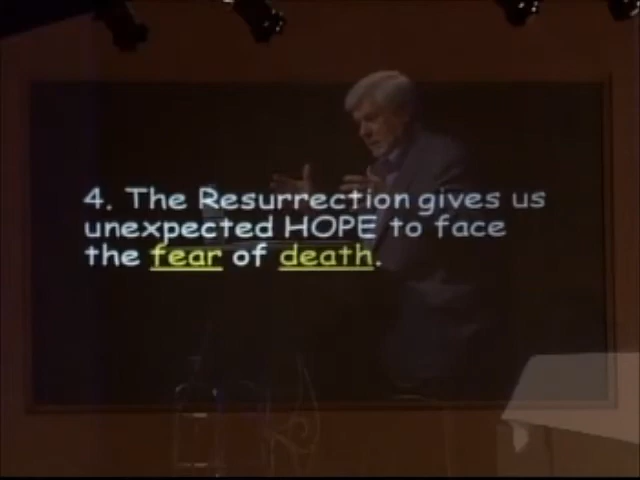 4. The Resurrection gives us
unexpected HOPE to face
the fear of death.